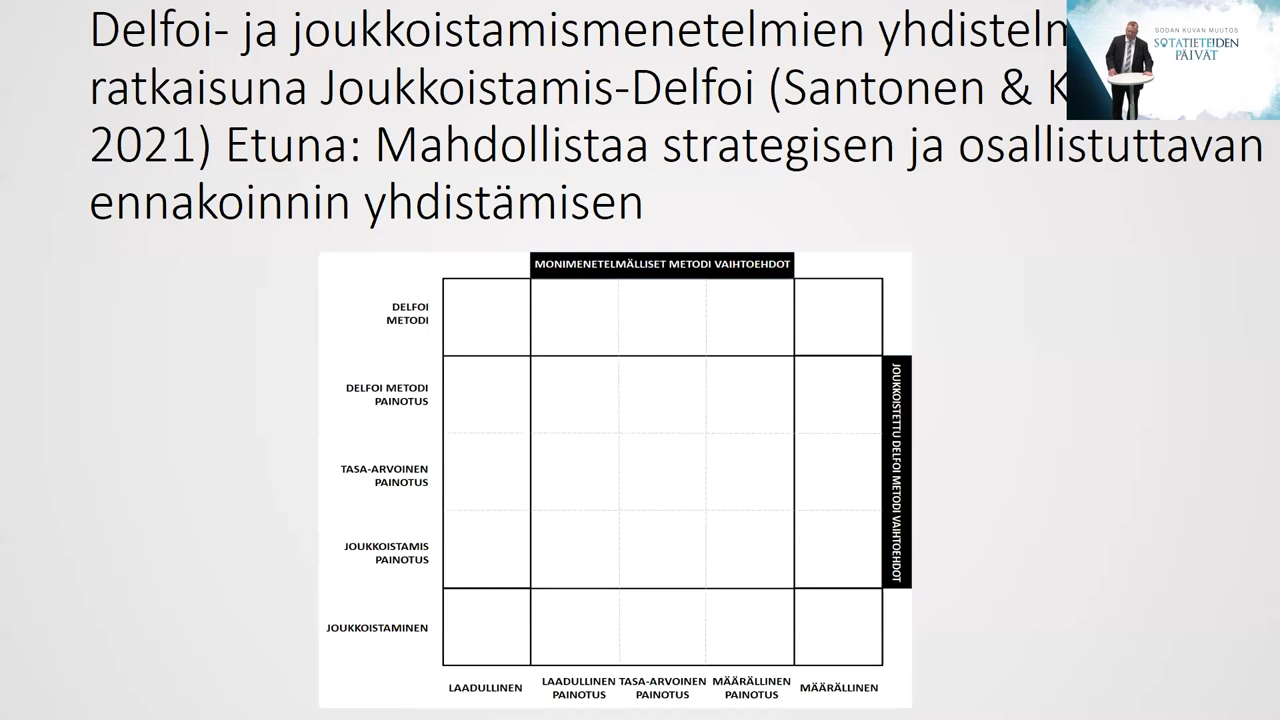 Delfoi- ja joukkoistamismenetelmien
ratkaisuna Joukkoistamis-Delfoi (Santonen &
2021) Etuna: Mahdollistaa strategisen ja osallistuttavan
ennakoinnin yhdistämisen
SODAN KUVAN MUUTOS
SOTATIETEIDEN
PÄIVÄT
MONIMENETELMÄLLISET METODI VAIHTOEHDOT
DELFOI
METODI
DELFOI METODI
PAINOTUS
TASA-ARVOINEN
PAINOTUS
JOUKKOISTAMIS
PAINOTUS
JOUKKOISTAMINEN
JOUKKOISTETTU DELFOI METODI VAIHTOEHDOT
LAADULLINEN
LAADULLINEN
PAINOTUS
TASA-ARVOINEN
PAINOTUS
MÄÄRÄLLINEN
PAINOTUS
MÄÄRÄLLINEN